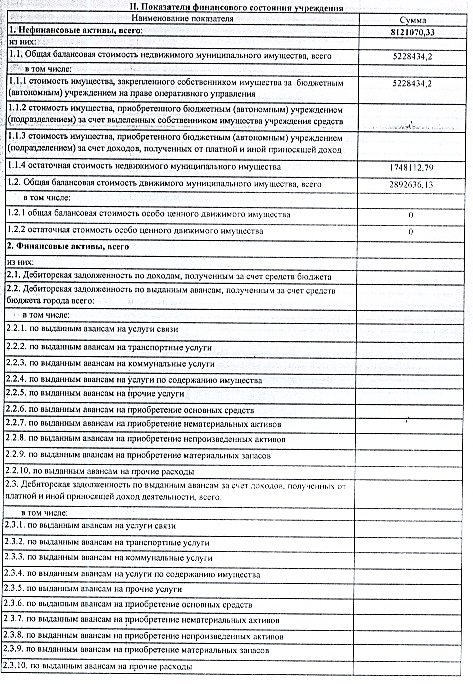 II. Показатели финансового состояния учреждения
Наименование показателя Сумма
1. Нефинансовые активы, всего: 8121070,33
из них:
1.1. Общая балансовая стоимость недвижимого муниципального имущества, всего 5228434,2
в том числе:
1.1.1 стоимость имущества, закрепленного собственником имущества за бюджетным
(автономным) учреждением на праве оперативного управления 5228434,2
1.1.2 стоимость имущества, приобретенного бюджетным (автономным) учреждением
(подразделением) за счет выделенных собственником имущества учреждения средств
1.1.3 стоимость имущества, приобретенного бюджетным (автономным) учреждением
(подразделением) за счет доходов, полученных от платной и иной приносящей доход
1.1.4 остаточная стоимость недвижимого муниципального имущества 1748112.79
1.2. Общая балансовая стоимость движимого муниципального имущества, всего 2892636.13
в том числе:
1.2.1 общая балансовая стоимость особо ценного движимого имущества 0
1.2.2 остаточная стоимость особо ценного движимого имущества 0
2. Финансовые активы, всего
из них:
2.1. Дебиторская задолженность по доходам, полученным за счет средств бюджета
2.2. Дебиторская задолженность по выданным авансам, полученным за счет средств
бюджета города всего:
в том числе:
2.2.1. по выданным авансам на услуги связи
2.2.2. по выданным авансам на транспортные услуги
2.2.3. по выданным авансам на коммунальные услуги
2.2.4. по выданным авансам на услуги по содержанию имущества
2.2.5. по выданным авансам на прочие услуги
2.2.6. по выданным авансам на приобретение основных средств
2.2.7. по выданным авансам на приобретение нематериальных активов
2.2.8. по выданным авансам на приобретение непроизведенных активов
2.2.9. по выданным авансам на приобретение материальных запасов
2.2.10. по выданным авансам на прочие расходы
2.3. Дебиторская задолженность по выданным авансам за счет доходов, полученных от
платной и иной приносящей доход деятельности, всего:
в том числе:
2.3.1. по выданным авансам на услуги связи
2.3.2. по выданным авансам на транспортные услуги
2.3.3. по выданным авансам на коммунальные услуги
2.3.4. по выданным авансам на услуги по содержанию имущества
2.3.5. по выданным авансам на прочие услуги
2.3.6. по выданным авансам на приобретение основных средств
2.3.7. по выданным авансам на приобретение нематериальных активов
2.3.8. по выданным авансам на приобретение непроизведенных активов
2.3.9. по выданным авансам на приобретение материальных запасов
2.3.10. по выданным авансам на прочие расходы